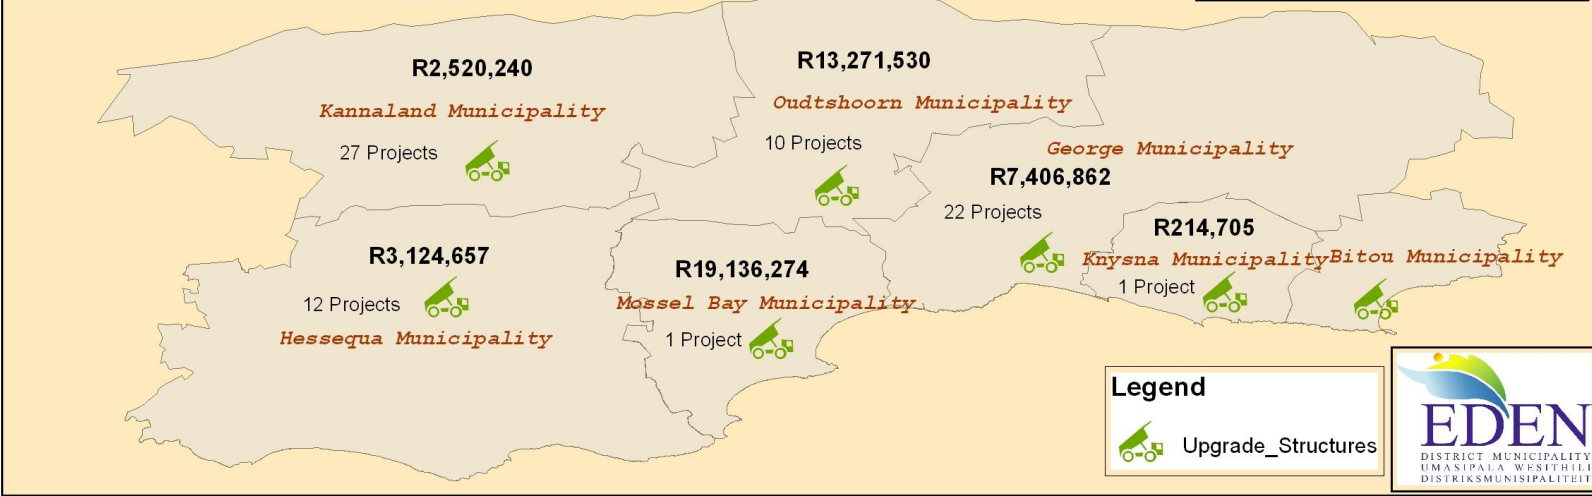 R2,520,240
Kannaland Municipality
27 Projects
R13,271,530
Oudtshoorn Municipality
10 Projects
George Municipality
R7,406,862
22 Projects
R3,124,657
12 Projects
Hessequa Municipality
R19,136,274
Mossel Bay Municipality
1 Project
R214,705
Knysna Municipality
1 Project
Bitou Municipality
Legend
Upgrade_Structures
EDEN
DISTRICT MUNICIPALITY
UMASIPALA WESITHILI
DISTRIKSMUNISIPALITEIT